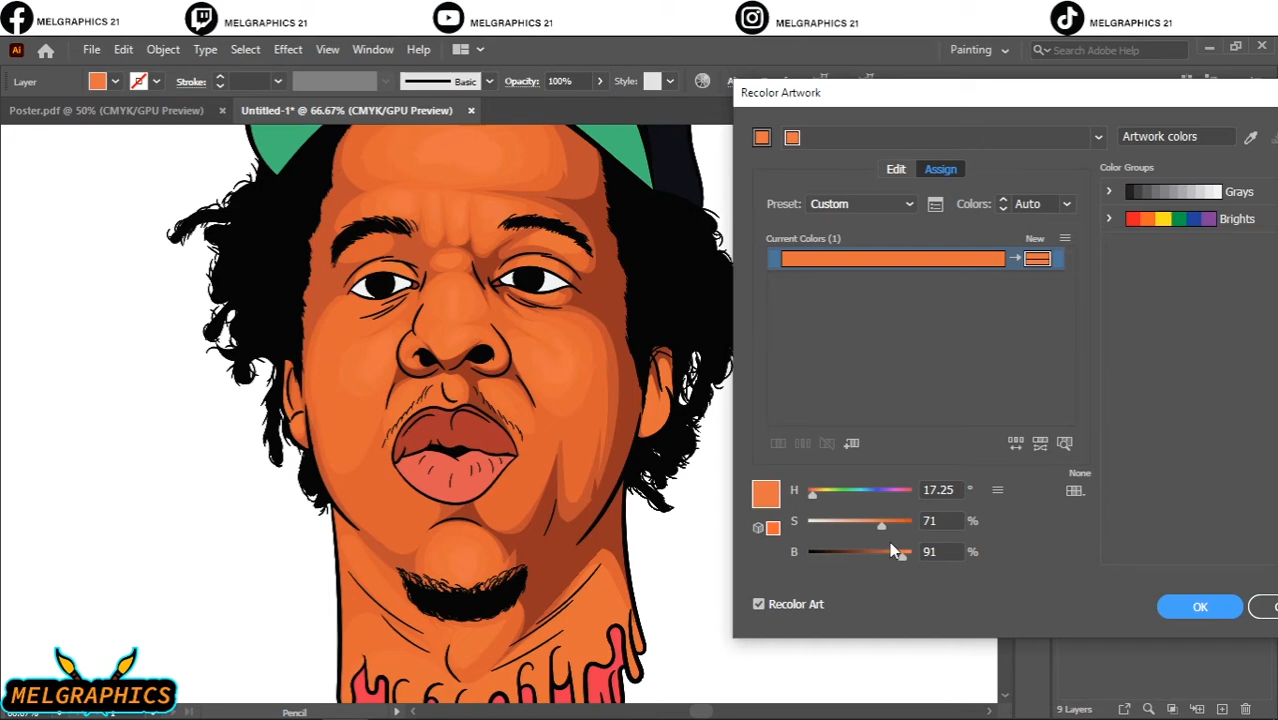 MELGRAPHICS 21 MELGRAPHICS 21 MELGRAPHICS 21 MELGRAPHICS 21 MELGRAPHICS 21
Ai File Edit Object Type Select Effect View Window Help Painting Search Adobe Help
Layer Stroke: Basic Opacity: 100% Style:
Poster.pdf @ 50% (CMYK/GPU Preview) × Untitled-1* @ 66.67% (CMYK/GPU Preview) ×
Recolor Artwork
Artwork colors
Edit Assign
Color Groups
Preset: Custom Colors: Auto
Grays
Brights
Current Colors (1) New
None
H 17.25 °
S 71 %
B 91 %
Recolor Art
OK
MELGRAPHICS
Pencil
9 Layers